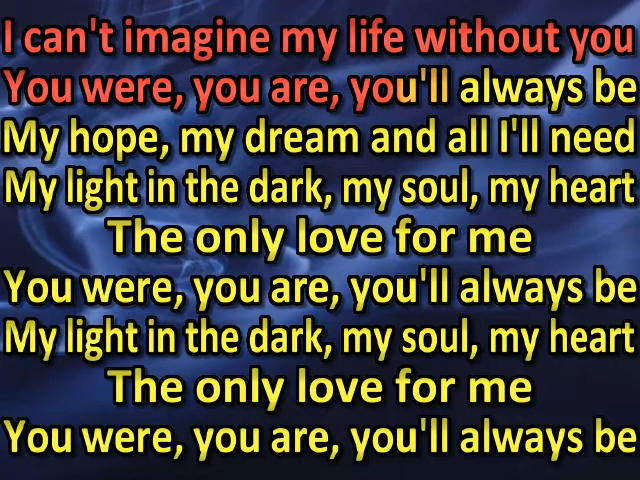 I can't imagine my life without you
You were, you are, you'll always be
My hope, my dream and all I'll need
My light in the dark, my soul, my heart
The only love for me
You were, you are, you'll always be
My light in the dark, my soul, my heart
The only love for me
You were, you are, you'll always be